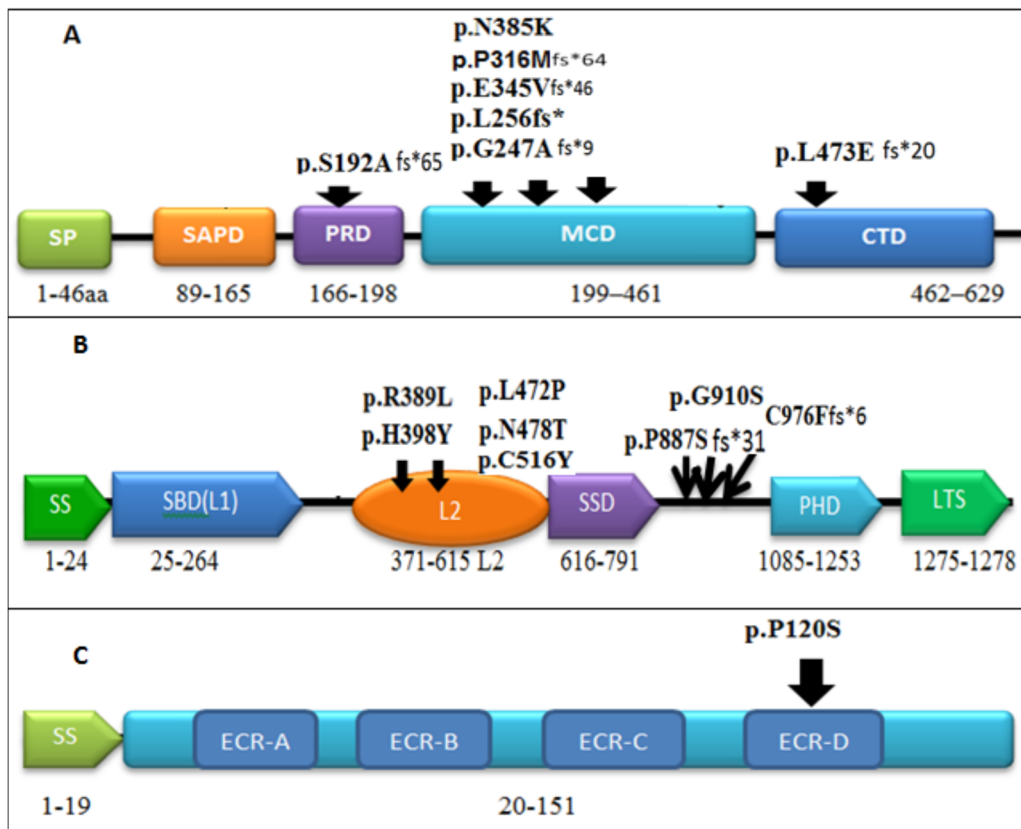 A
p.N385K
p.P316Mfs*64
p.E345Vfs*46
p.L256fs*
p.G247A fs*9
p.S192A fs*65
p.L473E fs*20
SP SAPD PRD MCD CTD
1-46aa 89-165 166-198 199–461 462–629
B
p.R389L p.L472P p.G910S
C976Ffs*6
p.H398Y p.N478T p.P887S fs*31
p.C516Y
SS SBD(L1) L2 SSD PHD LTS
1-24 25-264 371-615 L2 616-791 1085-1253 1275-1278
C
p.P120S
SS ECR-A ECR-B ECR-C ECR-D
1-19 20-151